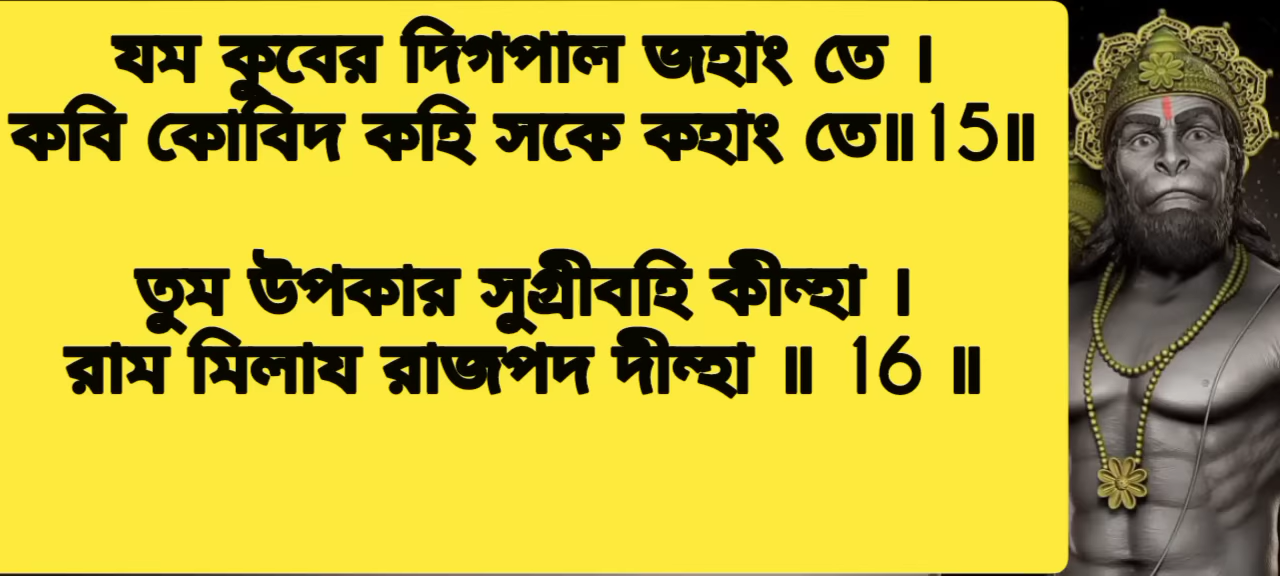 যম কুবের দিগপাল জহাং তে ।
কবি কোবিদ কহি সকে কহাং তে॥15॥
তুম উপকার সুগ্রীবহি কীন্হা ।
রাম মিলায রাজপদ দীন্হা ॥ 16 ॥